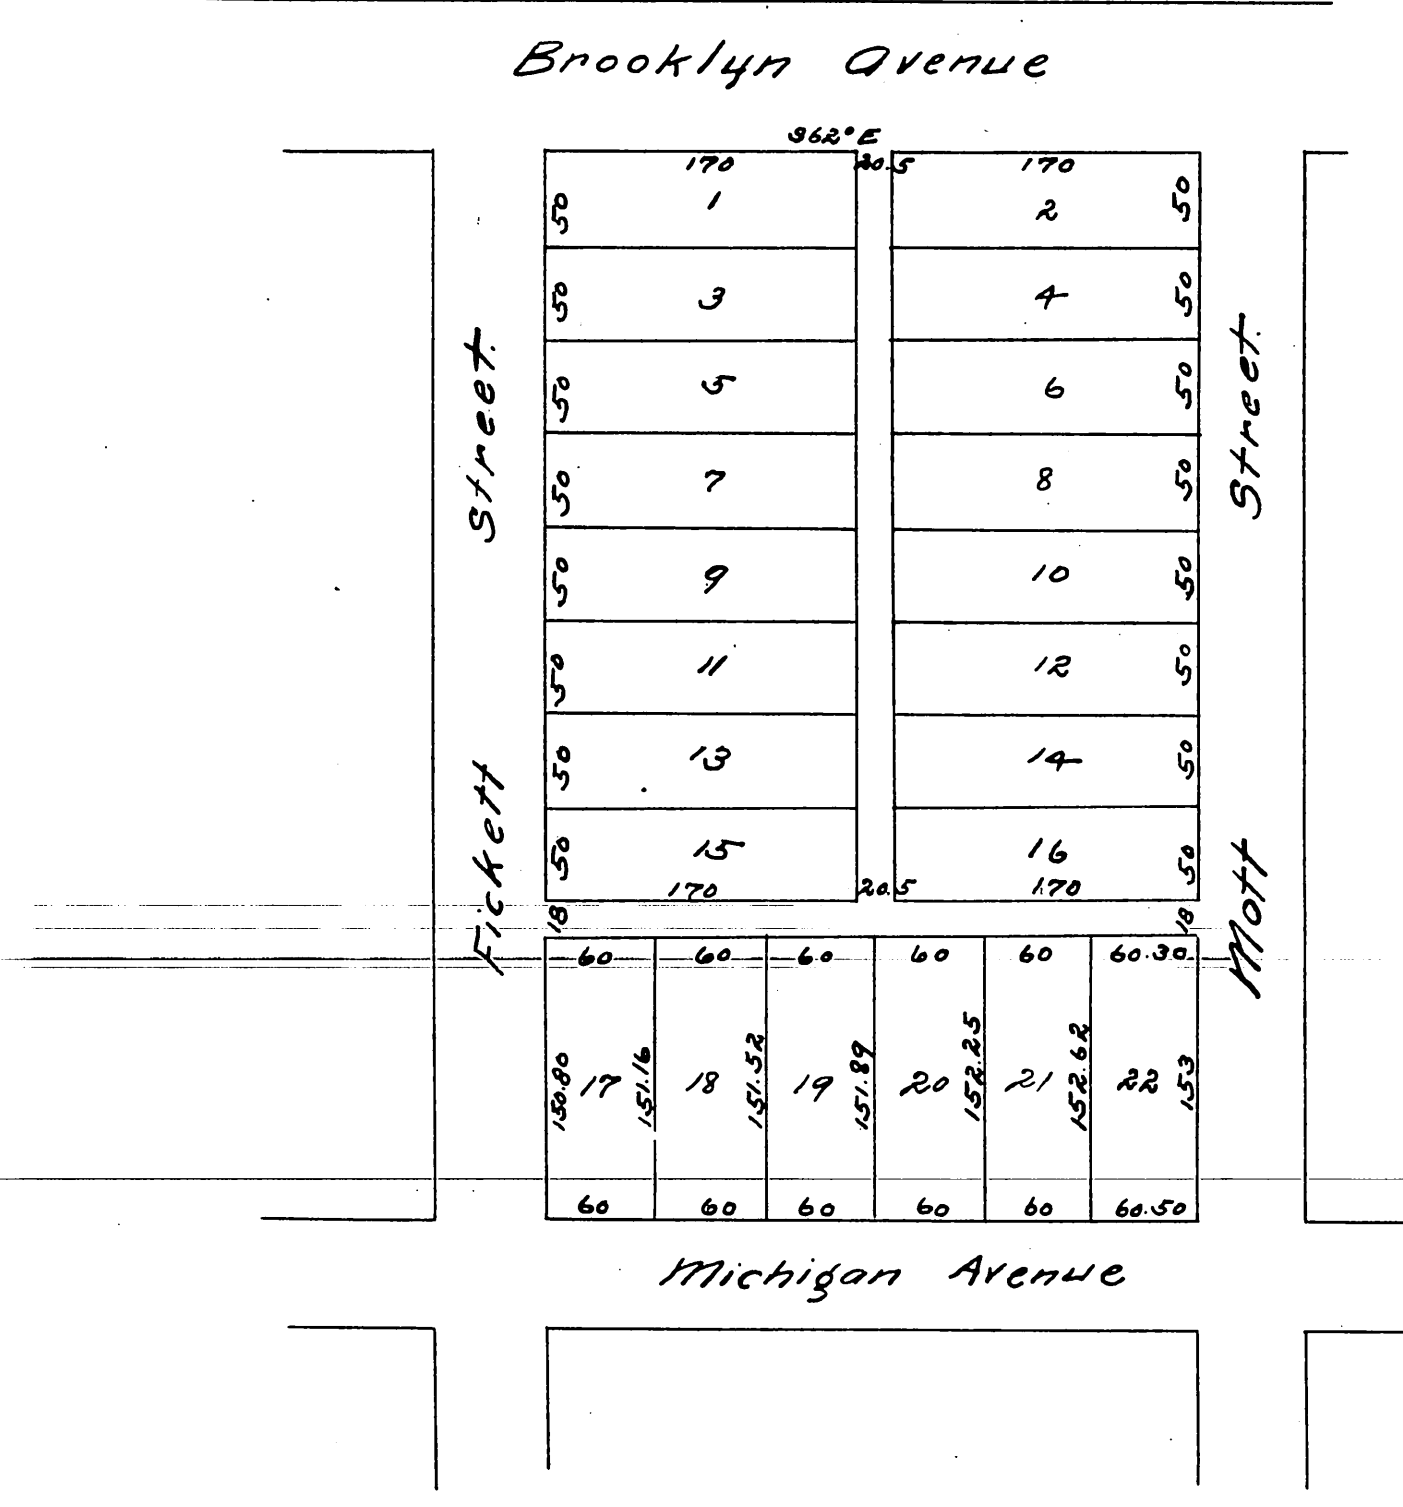 Brooklyn Avenue
S62° E
170 20.5 170
50 1 2 50
50 3 4 50
50 5 6 50
50 7 8 50
50 9 10 50
50 11 12 50
50 13 14 50
50 15 16 50
170 20.5 170
18 18
Fickett Street.
Mott Street.
60 60 60 60 60 60.30
150.80 17 151.16 18 151.52 19 151.89 20 152.25 21 152.62 22 153
60 60 60 60 60 60.50
Michigan Avenue